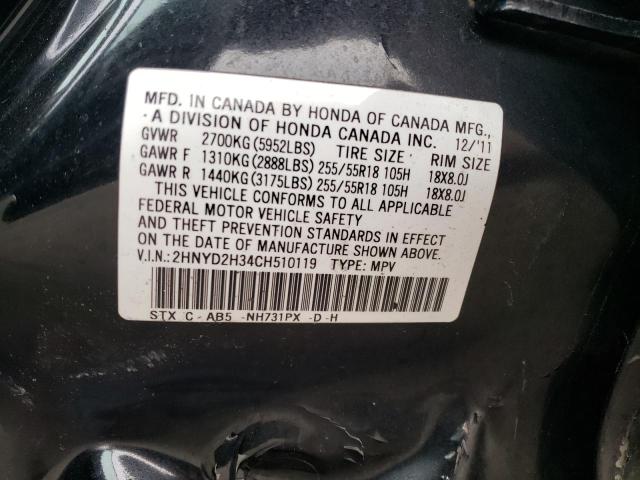 MFD. IN CANADA BY HONDA OF CANADA MFG.,
· A DIVISION OF HONDA CANADA INC. 12/'11
GVWR 2700KG(5952LBS) TIRE SIZE RIM SIZE
GAWR F 1310KG(2888LBS) 255/55R18 105H 18X8.0J
GAWR R 1440KG(3175LBS) 255/55R18 105H 18X8.0J
THIS VEHICLE CONFORMS TO ALL APPLICABLE
FEDERAL MOTOR VEHICLE SAFETY
AND THEFT PREVENTION STANDARDS IN EFFECT
ON THE DATE OF MANUFACTURE SHOWN ABOVE.
V.I.N.:2HNYD2H34CH510119 TYPE: MPV
STX C - AB5 -NH731PX -D-H